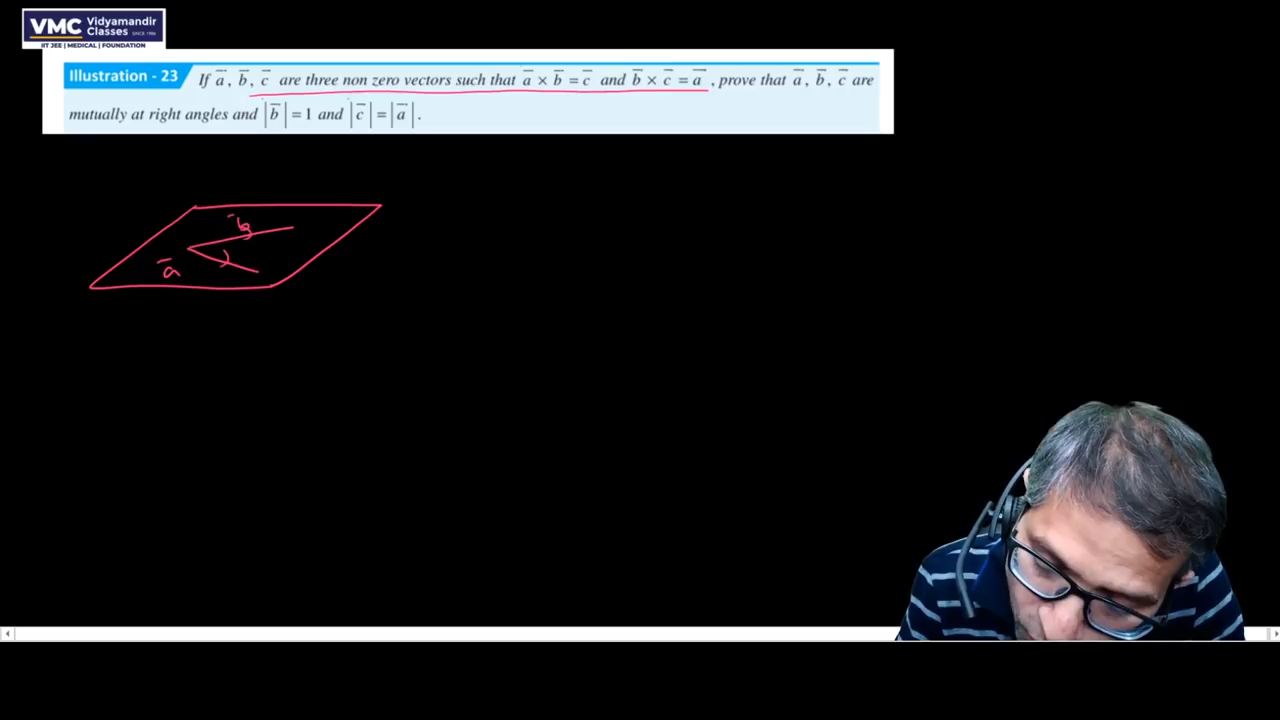 VMC Vidyamandir Classes SINCE 1986
IIT JEE | MEDICAL | FOUNDATION
Illustration - 23 If a̅, b̅, c̅ are three non zero vectors such that a̅ × b̅ = c̅ and b̅ × c̅ = a̅, prove that a̅, b̅, c̅ are
mutually at right angles and |b̅| = 1 and |c̅| = |a̅|.
b̅
a̅